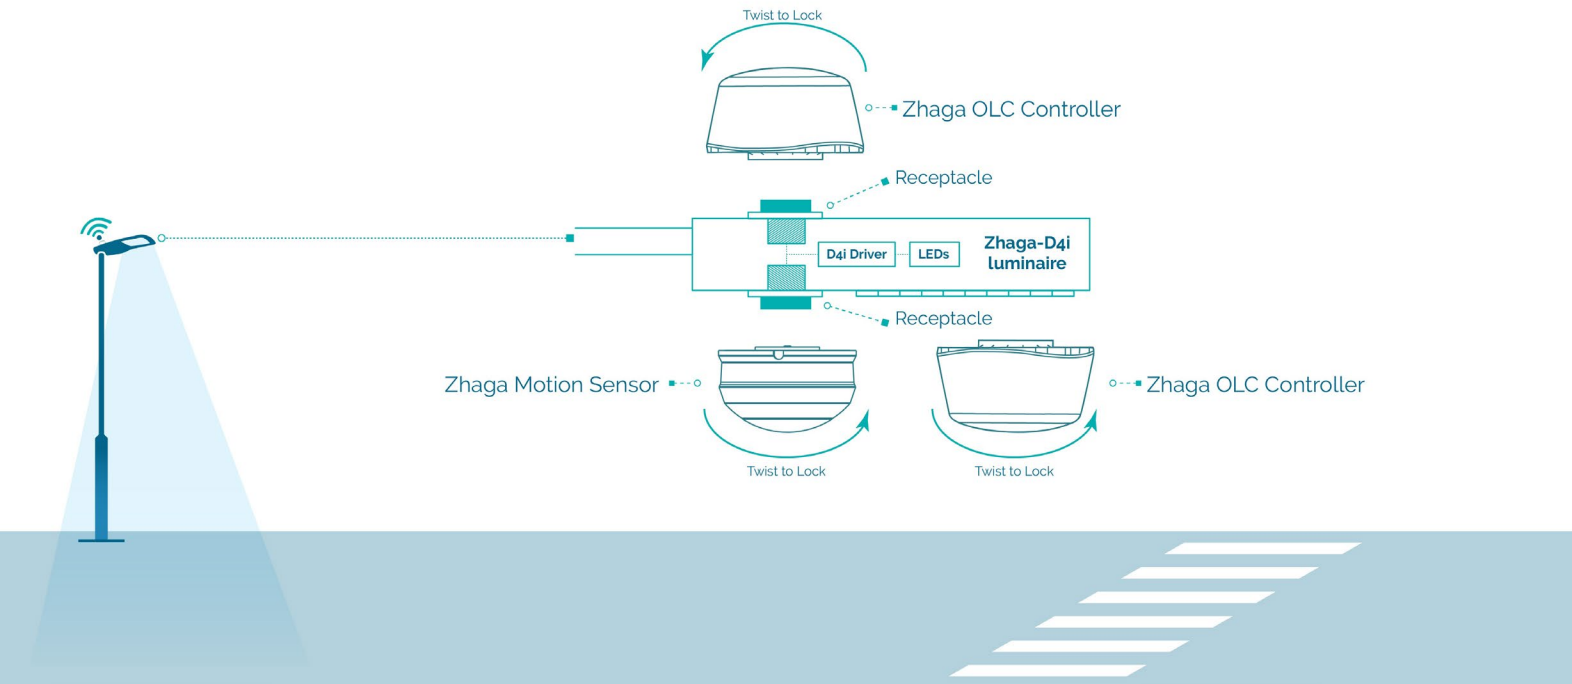 Twist to Lock
Zhaga OLC Controller
Receptacle
D4i Driver
LEDs
Zhaga-D4i
luminaire
Receptacle
Zhaga Motion Sensor
Zhaga OLC Controller
Twist to Lock
Twist to Lock